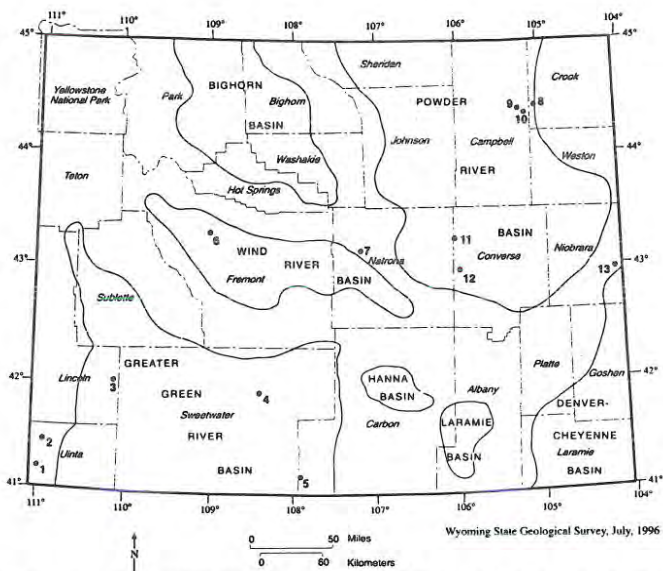 111° 110° 109° 108° 107° 106° 105° 104°
45° 45°
Yellowstone
National Park
Park
BIGHORN
Bighorn
BASIN
Washakie
Hot Springs
Sheridan
POWDER
Johnson
Campbell
RIVER
Crook
9 8
10
Weston
44° 44°
Teton
6
WIND
RIVER
BASIN
Fremont
7
Natrona
11
BASIN
Converse
12
Niobrara
13
43° 43°
Sublette
Lincoln
GREATER
3
GREEN
4
Sweetwater
RIVER
BASIN
5
2
Uinta
1
42° 42°
HANNA
BASIN
Carbon
Albany
LARAMIE
BASIN
Platte
Goshen
DENVER-
CHEYENNE
Laramie
BASIN
41° 41°
111° 110° 109° 108° 107° 106° 105° 104°
N
0 50 Miles
0 60 Kilometers
Wyoming State Geological Survey, July, 1996